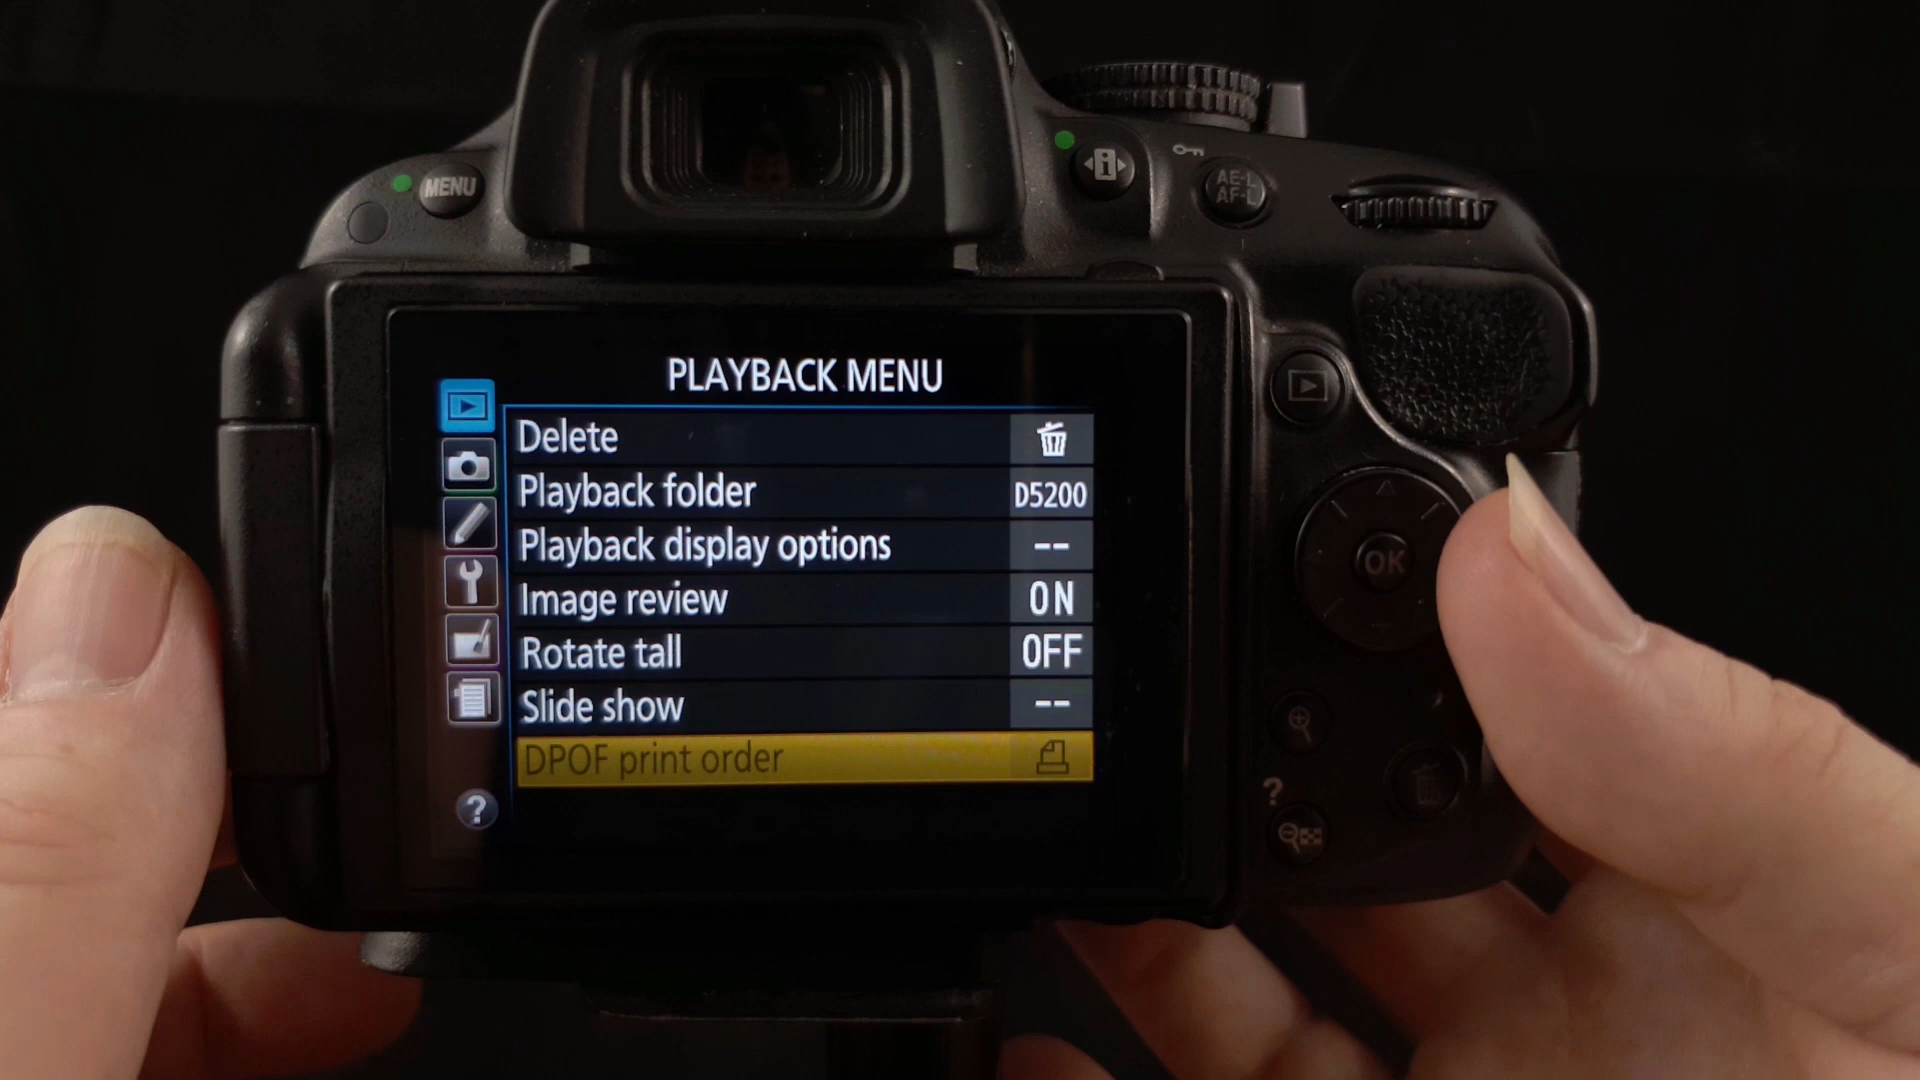 MENU
i
AE-L
AF-L
PLAYBACK MENU
Delete
Playback folder D5200
Playback display options --
Image review ON
Rotate tall OFF
Slide show --
DPOF print order
?
OK
?